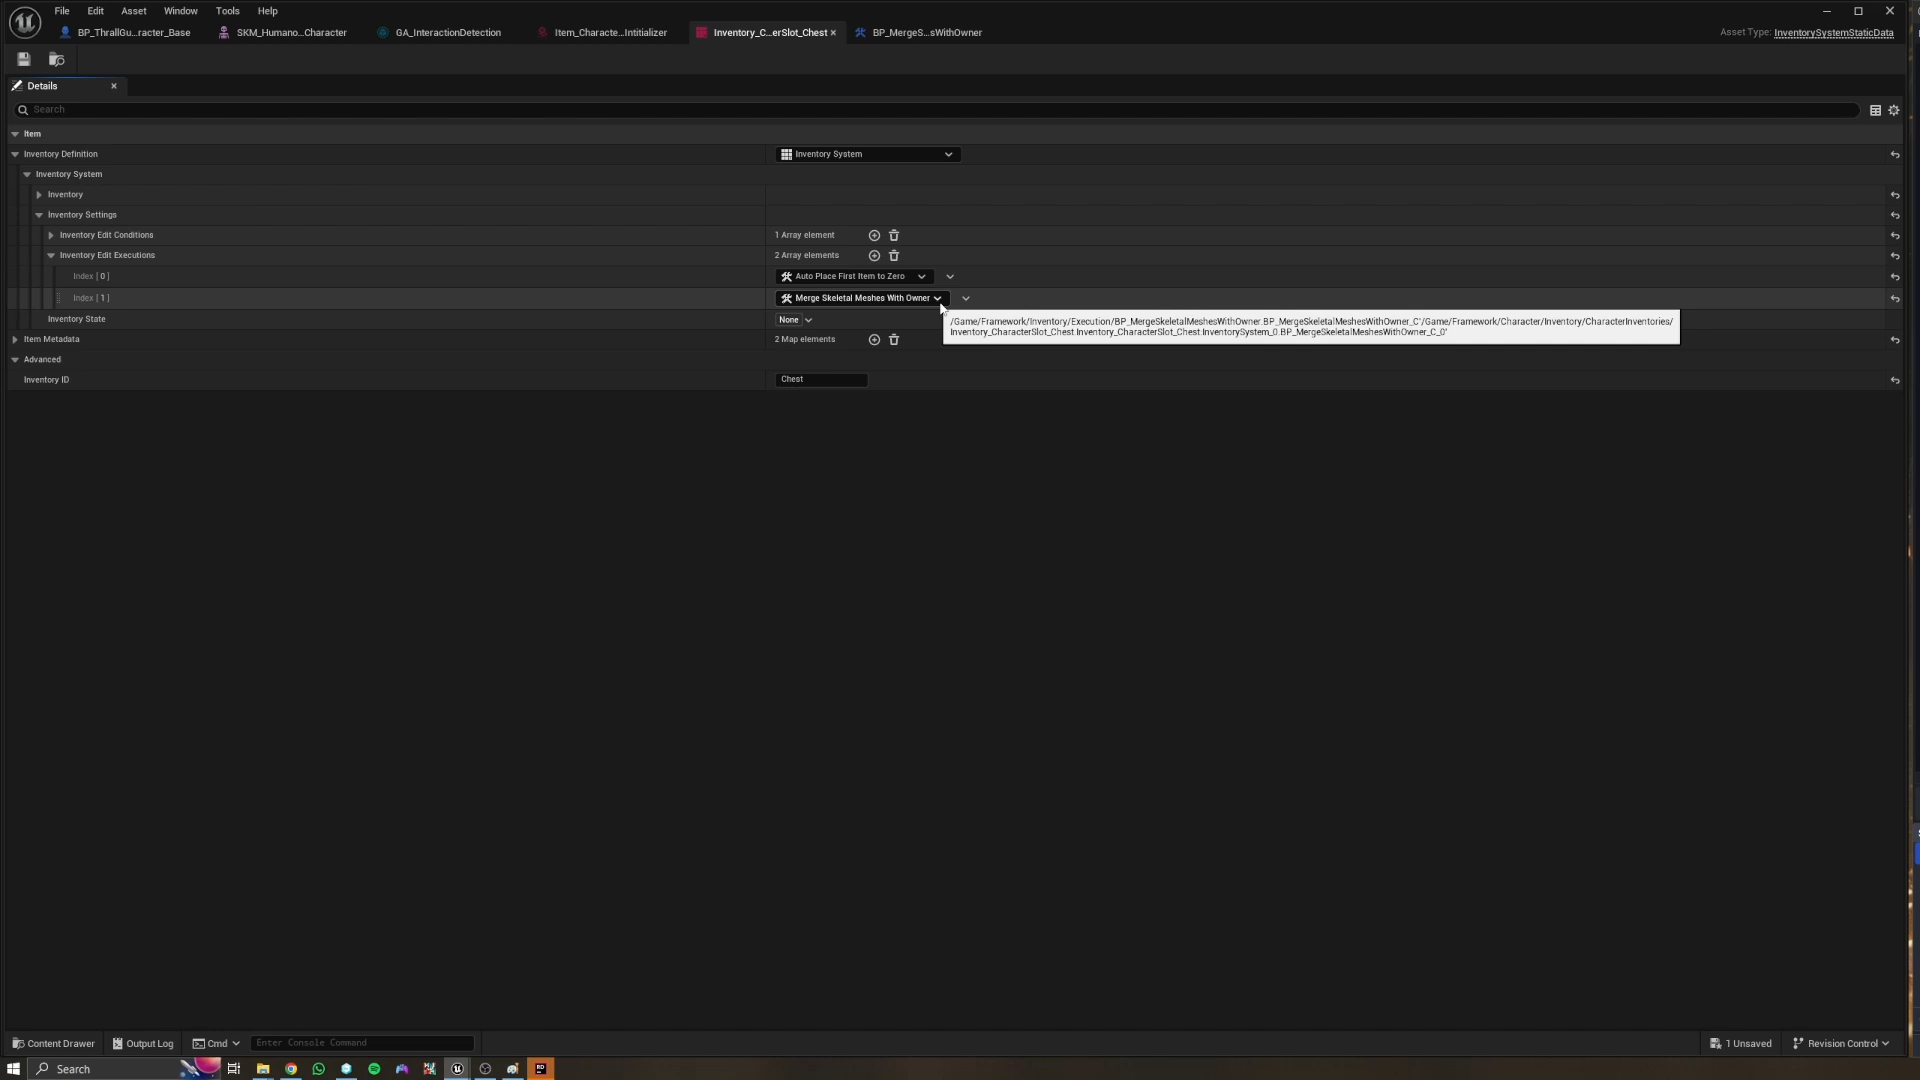 File Edit Asset Window Tools Help
BP_ThrallGu...racter_Base SKM_Humano...Character GA_InteractionDetection Item_Characte...Intitializer Inventory_C...erSlot_Chest BP_MergeS...sWithOwner Asset Type: InventorySystemStaticData
Details
Search
Item
Inventory Definition Inventory System
Inventory System
Inventory
Inventory Settings
Inventory Edit Conditions 1 Array element
Inventory Edit Executions 2 Array elements
Index [ 0 ] Auto Place First Item to Zero
Index [ 1 ] Merge Skeletal Meshes With Owner
Inventory State None
/Game/Framework/Inventory/Execution/BP_MergeSkeletalMeshesWithOwner.BP_MergeSkeletalMeshesWithOwner_C'/Game/Framework/Character/Inventory/CharacterInventories/
Inventory_CharacterSlot_Chest.Inventory_CharacterSlot_Chest:InventorySystem_0.BP_MergeSkeletalMeshesWithOwner_C_0'
Item Metadata 2 Map elements
Advanced
Inventory ID Chest
Content Drawer Output Log Cmd Enter Console Command 1 Unsaved Revision Control
Search
RD